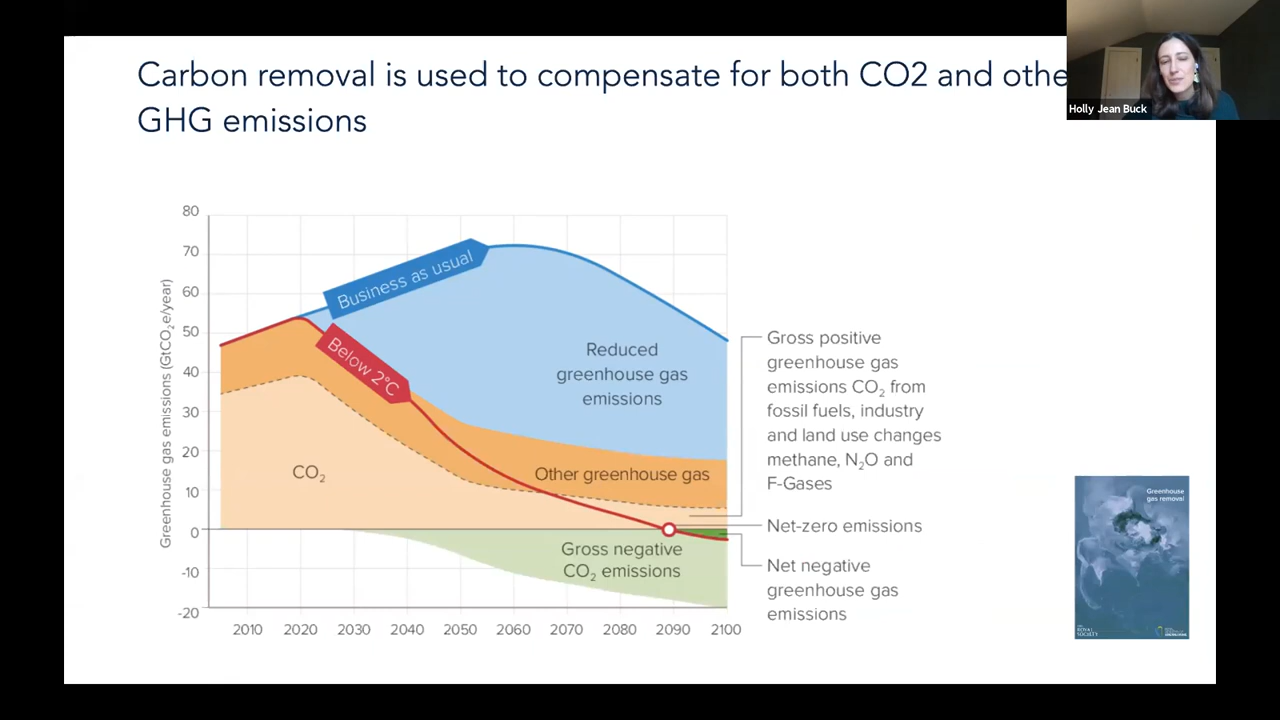 Carbon removal is used to compensate for both CO2 and othe
GHG emissions
Holly Jean Buck
80
70
60
50
40
30
20
10
0
-10
-20
Greenhouse gas emissions (GtCO₂e/year)
Business as usual
Below 2°C
Reduced
greenhouse gas
emissions
Other greenhouse gas
CO₂
Gross negative
CO₂ emissions
2010 2020 2030 2040 2050 2060 2070 2080 2090 2100
Gross positive
greenhouse gas
emissions CO₂ from
fossil fuels, industry
and land use changes
methane, N₂O and
F-Gases
Net-zero emissions
Net negative
greenhouse gas
emissions
Greenhouse
gas removal
THE
ROYAL
SOCIETY